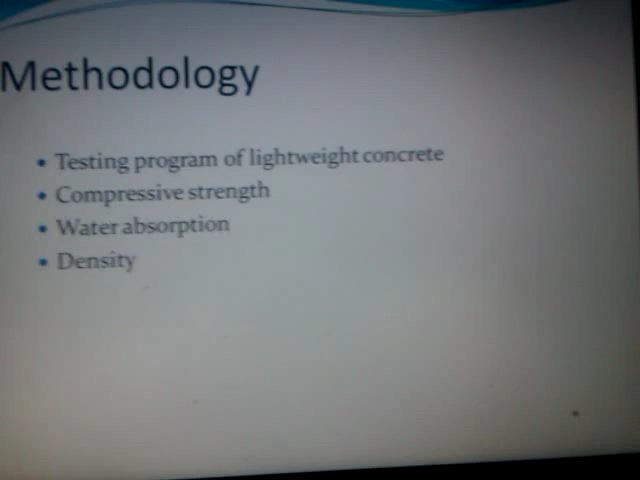 Methodology
• Testing program of lightweight concrete
• Compressive strength
• Water absorption
• Density